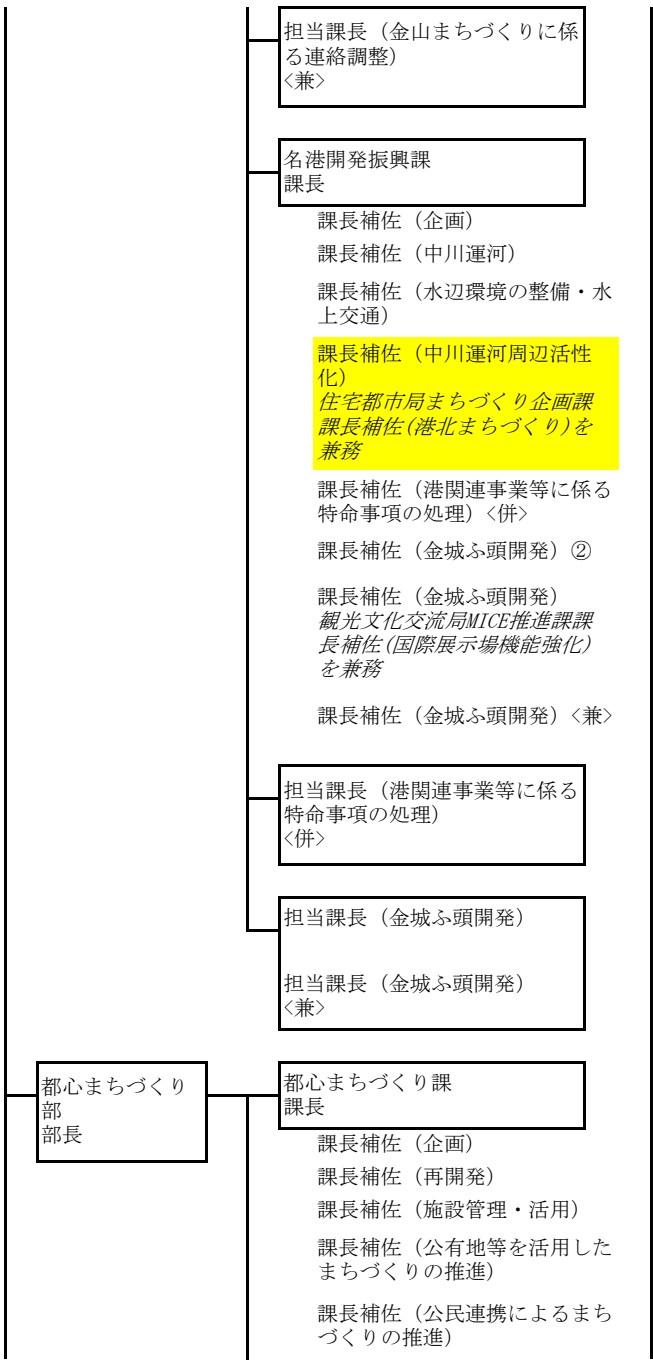 担当課長（金山まちづくりに係
る連絡調整）
<兼>
名港開発振興課
課長
課長補佐（企画）
課長補佐（中川運河）
課長補佐（水辺環境の整備・水
上交通）
課長補佐（中川運河周辺活性
化）
住宅都市局まちづくり企画課
課長補佐(港北まちづくり)を
兼務
課長補佐（港関連事業等に係る
特命事項の処理）<併>
課長補佐（金城ふ頭開発）②
課長補佐（金城ふ頭開発）
観光文化交流局MICE推進課課
長補佐(国際展示場機能強化)
を兼務
課長補佐（金城ふ頭開発）<兼>
担当課長（港関連事業等に係る
特命事項の処理）
<併>
担当課長（金城ふ頭開発）
担当課長（金城ふ頭開発）
<兼>
都心まちづくり
部
部長
都心まちづくり課
課長
課長補佐（企画）
課長補佐（再開発）
課長補佐（施設管理・活用）
課長補佐（公有地等を活用した
まちづくりの推進）
課長補佐（公民連携によるまち
づくりの推進）